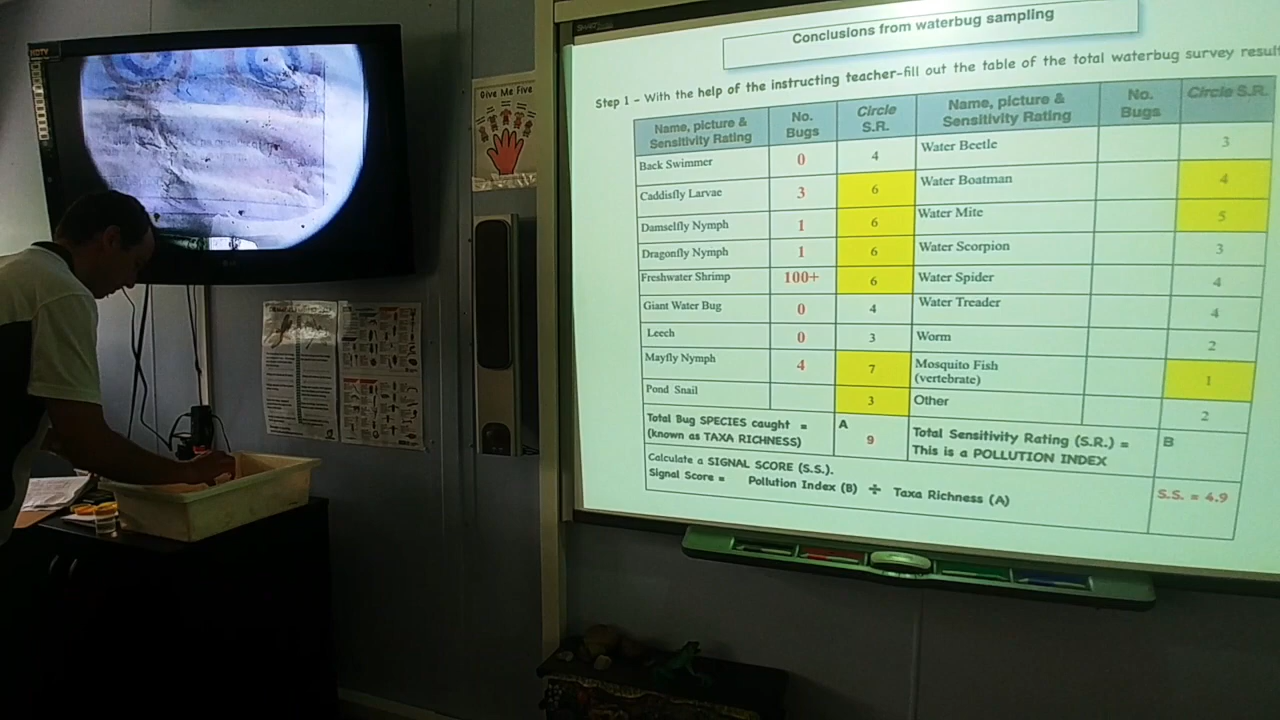 HDTV
Give Me Five
Conclusions from waterbug sampling
Step 1 - With the help of the instructing teacher-fill out the table of the total waterbug survey result
Name, picture & Sensitivity Rating No. Bugs Circle S.R. Name, picture & Sensitivity Rating No. Bugs Circle S.R.
Back Swimmer 0 4 Water Beetle 3
Caddisfly Larvae 3 6 Water Boatman 4
Damselfly Nymph 1 6 Water Mite 5
Dragonfly Nymph 1 6 Water Scorpion 3
Freshwater Shrimp 100+ 6 Water Spider 4
Giant Water Bug 0 4 Water Treader 4
Leech 0 3 Worm 2
Mayfly Nymph 4 7 Mosquito Fish (vertebrate) 1
Pond Snail 3 Other 2
Total Bug SPECIES caught = A Total Sensitivity Rating (S.R.) = B
(known as TAXA RICHNESS) 9 This is a POLLUTION INDEX
Calculate a SIGNAL SCORE (S.S.).
Signal Score = Pollution Index (B) ÷ Taxa Richness (A) S.S. = 4.9